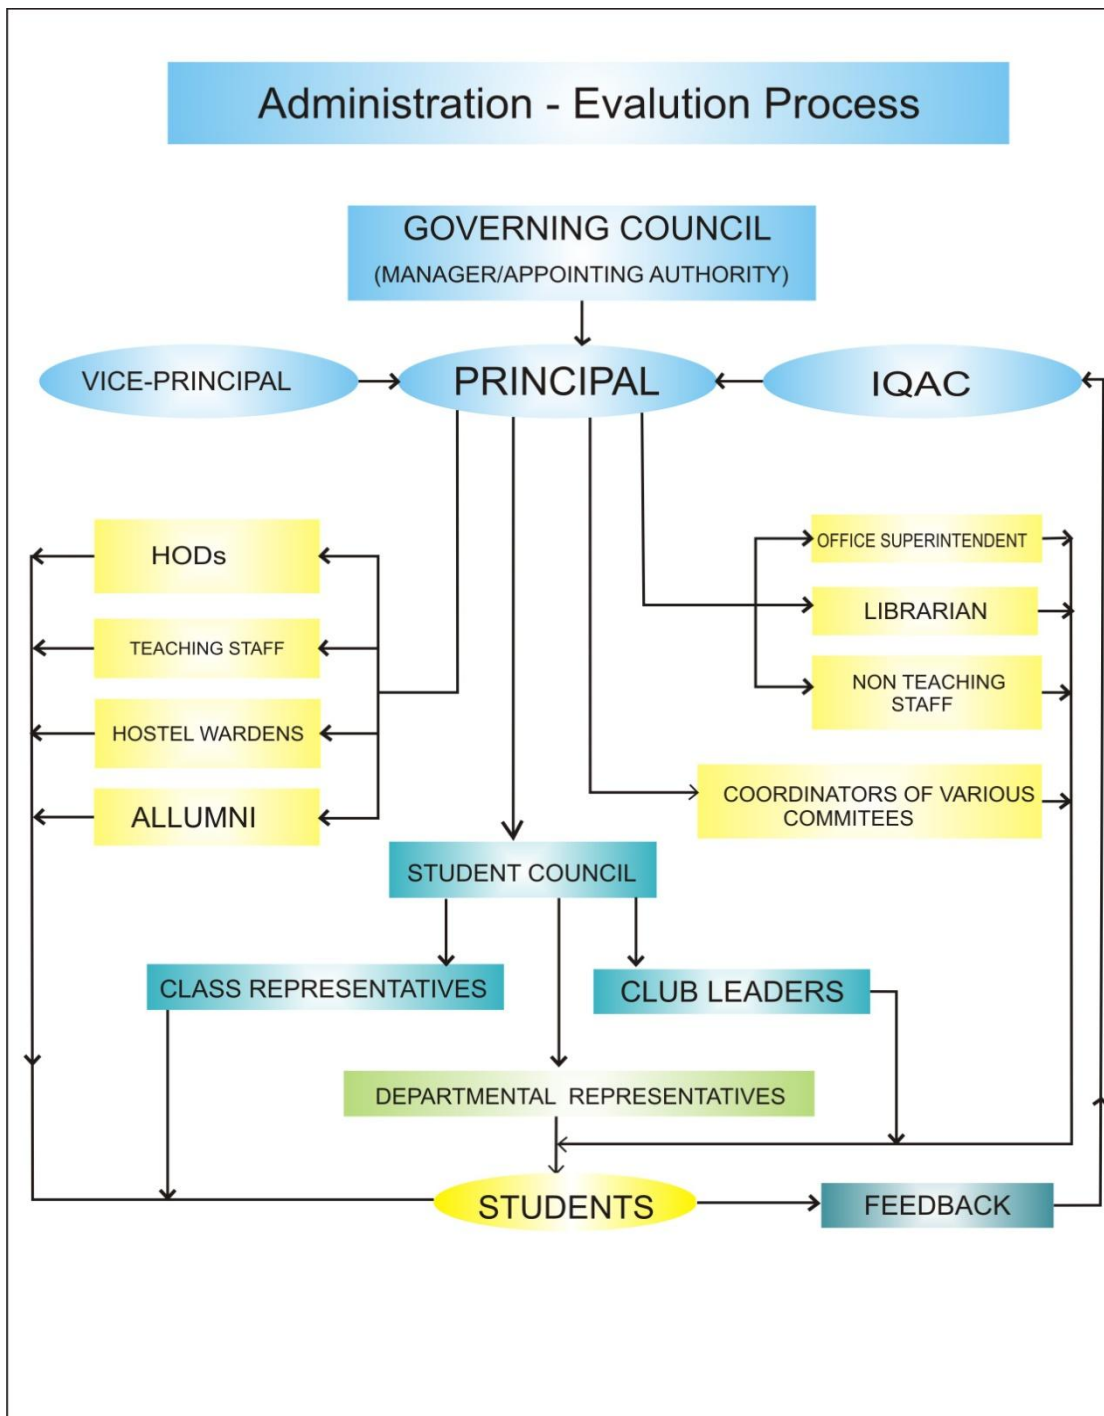 Administration - Evalution Process
GOVERNING COUNCIL
(MANAGER/APPOINTING AUTHORITY)
VICE-PRINCIPAL
PRINCIPAL
IQAC
HODs
OFFICE SUPERINTENDENT
LIBRARIAN
TEACHING STAFF
NON TEACHING
STAFF
HOSTEL WARDENS
ALLUMNI
COORDINATORS OF VARIOUS
COMMITEES
STUDENT COUNCIL
CLASS REPRESENTATIVES
CLUB LEADERS
DEPARTMENTAL REPRESENTATIVES
STUDENTS
FEEDBACK